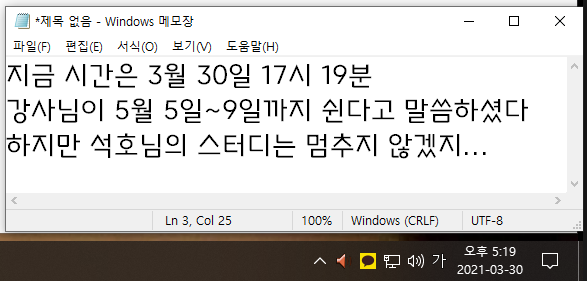 *제목 없음 - Windows 메모장
파일(F) 편집(E) 서식(O) 보기(V) 도움말(H)
지금 시간은 3월 30일 17시 19분
강사님이 5월 5일~9일까지 쉰다고 말씀하셨다
하지만 석호님의 스터디는 멈추지 않겠지...
Ln 3, Col 25 100% Windows (CRLF) UTF-8
가 오후 5:19
2021-03-30